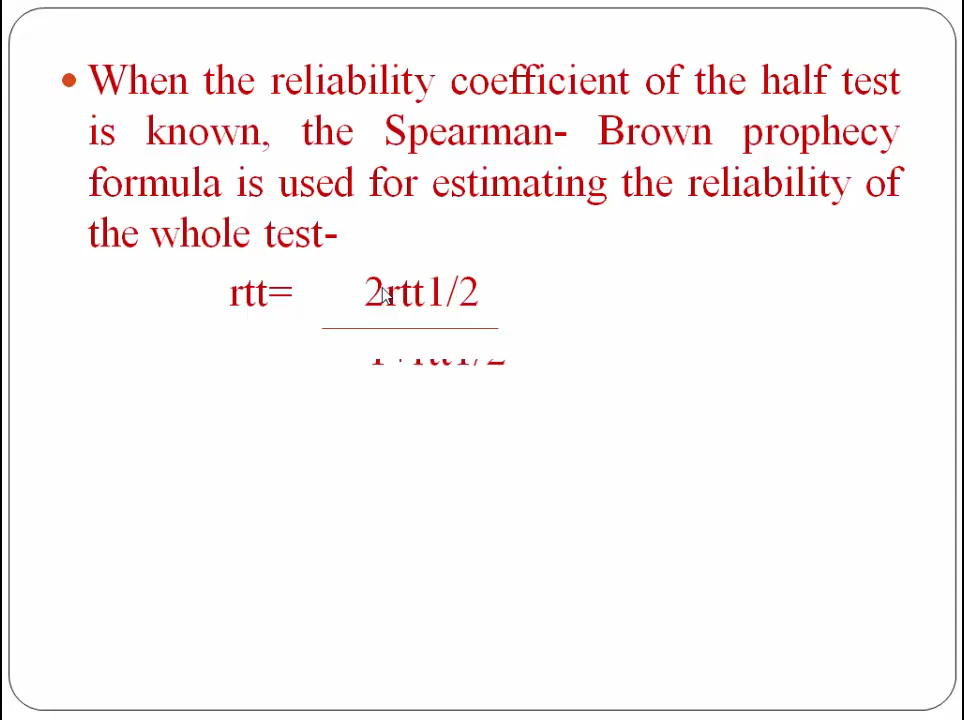 • When the reliability coefficient of the half test
is known, the Spearman- Brown prophecy
formula is used for estimating the reliability of
the whole test-
rtt= 2rtt1/2